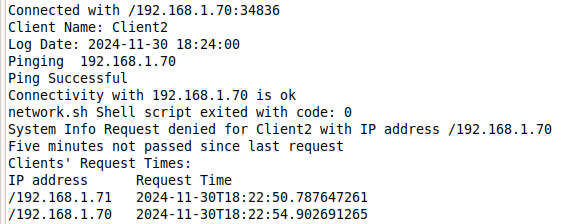 Connected with /192.168.1.70:34836
Client Name: Client2
Log Date: 2024-11-30 18:24:00
Pinging  192.168.1.70
Ping Successful
Connectivity with 192.168.1.70 is ok
network.sh Shell script exited with code: 0
System Info Request denied for Client2 with IP address /192.168.1.70
Five minutes not passed since last request
Clients' Request Times:
IP address      Request Time
/192.168.1.71   2024-11-30T18:22:50.787647261
/192.168.1.70   2024-11-30T18:22:54.902691265